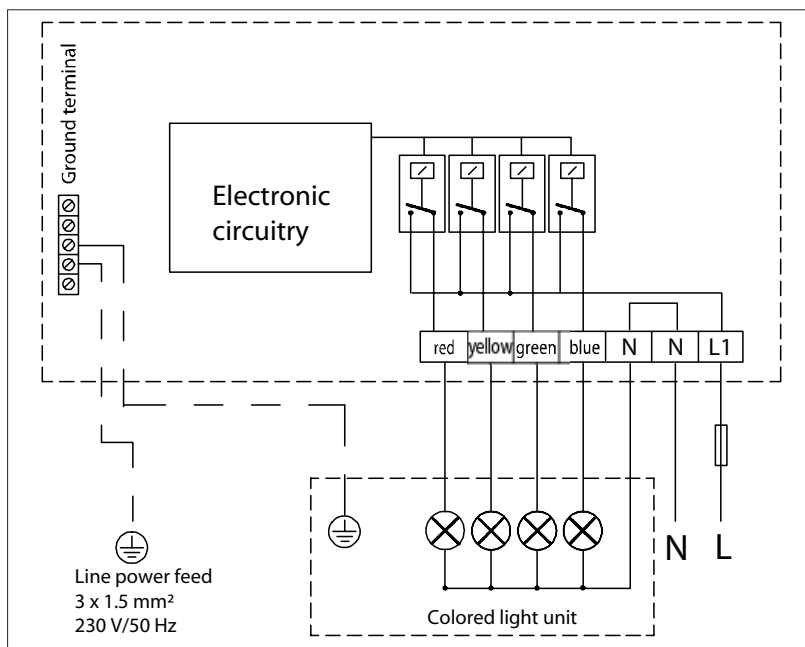 Ground terminal
Electronic
circuitry
red yellow green blue N N L1
N L
Line power feed
3 x 1.5 mm²
230 V/50 Hz
Colored light unit